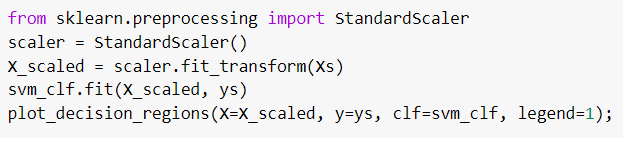 from sklearn.preprocessing import StandardScaler
scaler = StandardScaler()
X_scaled = scaler.fit_transform(Xs)
svm_clf.fit(X_scaled, ys)
plot_decision_regions(X=X_scaled, y=ys, clf=svm_clf, legend=1);